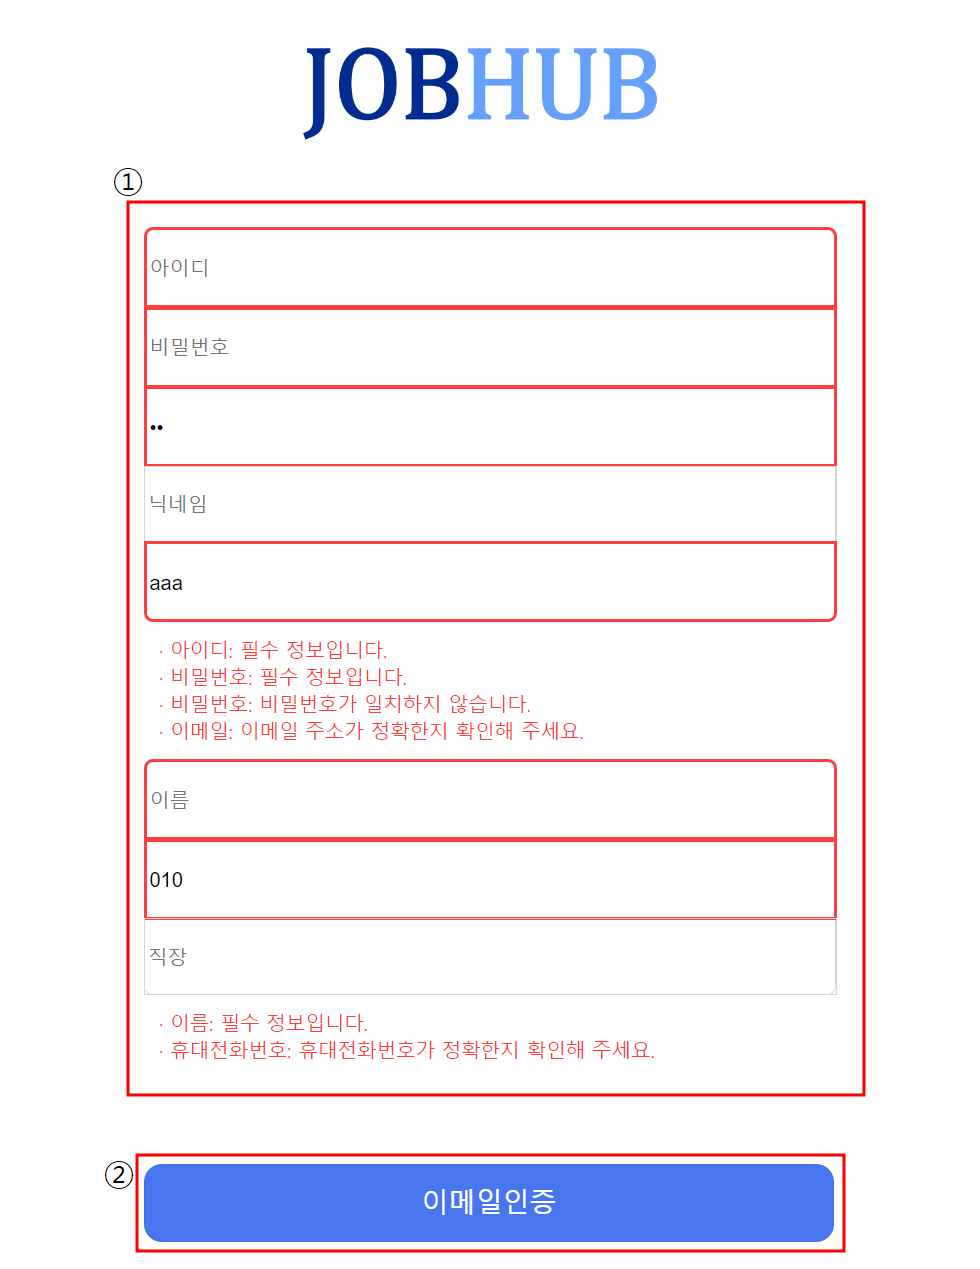 JOBHUB
①
아이디
비밀번호
••
닉네임
aaa
· 아이디: 필수 정보입니다.
· 비밀번호: 필수 정보입니다.
· 비밀번호: 비밀번호가 일치하지 않습니다.
· 이메일: 이메일 주소가 정확한지 확인해 주세요.
이름
010
직장
· 이름: 필수 정보입니다.
· 휴대전화번호: 휴대전화번호가 정확한지 확인해 주세요.
②
이메일인증